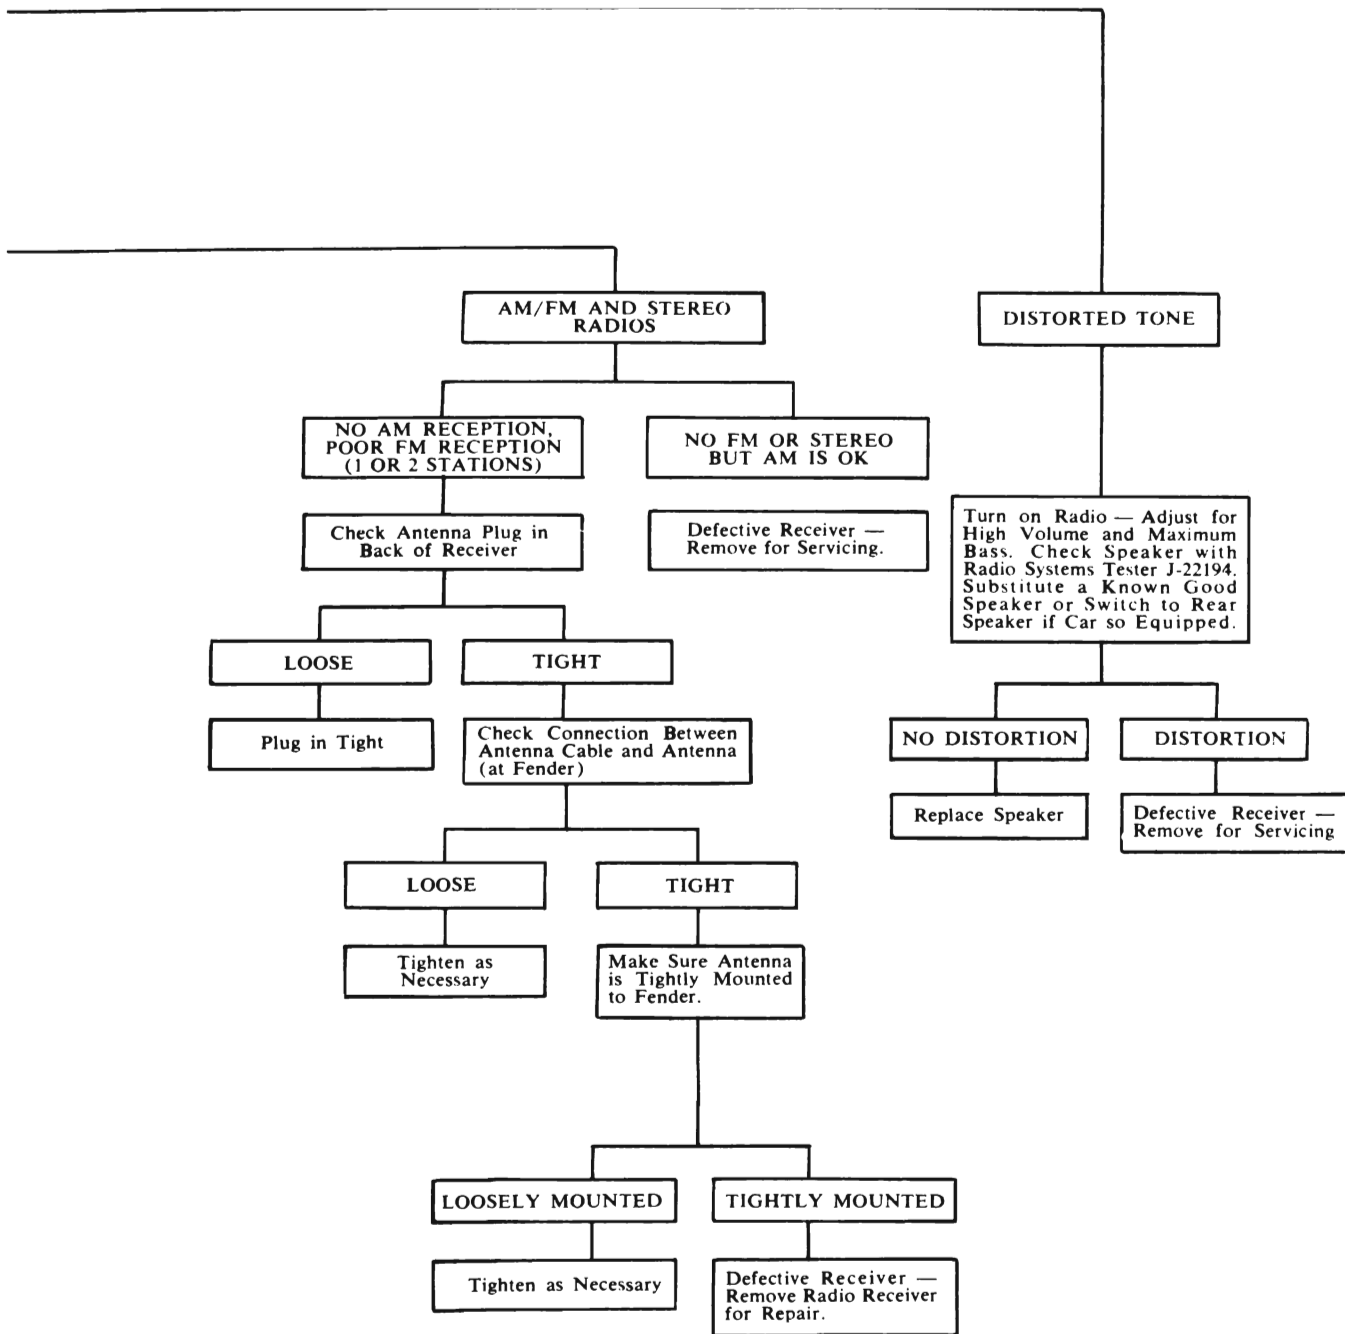 AM/FM AND STEREO
RADIOS
DISTORTED TONE
NO AM RECEPTION,
POOR FM RECEPTION
(1 OR 2 STATIONS)
NO FM OR STEREO
BUT AM IS OK
Check Antenna Plug in
Back of Receiver
Defective Receiver —
Remove for Servicing.
Turn on Radio — Adjust for
High Volume and Maximum
Bass. Check Speaker with
Radio Systems Tester J-22194.
Substitute a Known Good
Speaker or Switch to Rear
Speaker if Car so Equipped.
LOOSE
TIGHT
Plug in Tight
Check Connection Between
Antenna Cable and Antenna
(at Fender)
NO DISTORTION
DISTORTION
Replace Speaker
Defective Receiver —
Remove for Servicing
LOOSE
TIGHT
Tighten as
Necessary
Make Sure Antenna
is Tightly Mounted
to Fender.
LOOSELY MOUNTED
TIGHTLY MOUNTED
Tighten as Necessary
Defective Receiver —
Remove Radio Receiver
for Repair.